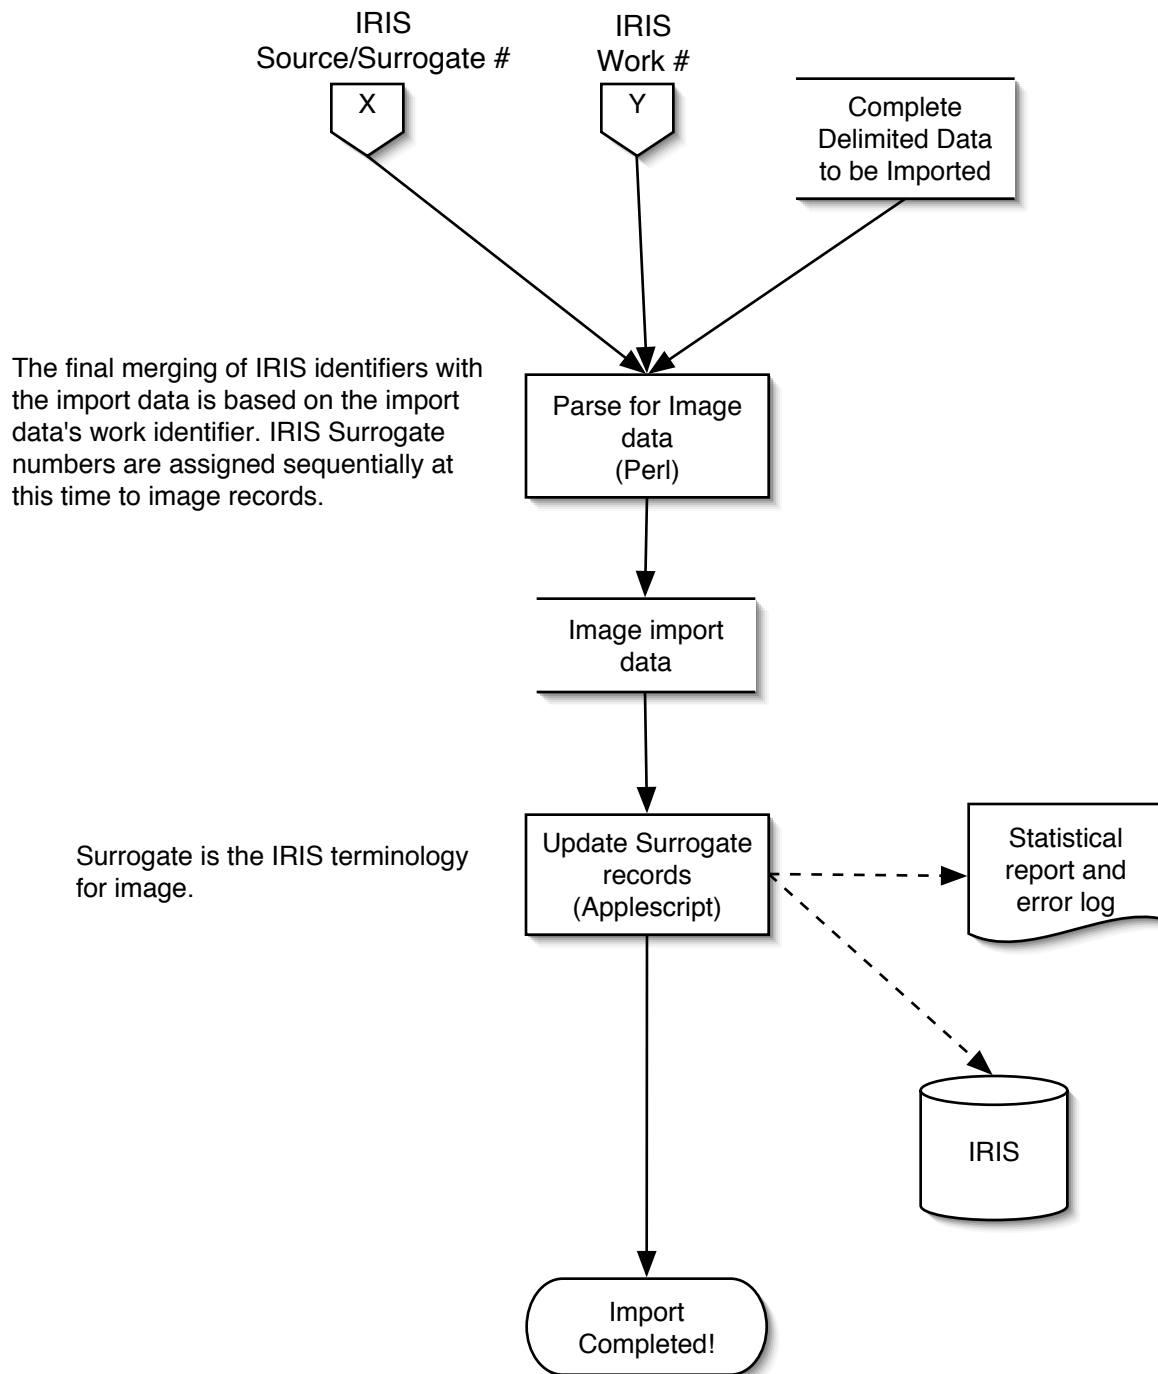 IRIS
Source/Surrogate #
IRIS
Work #
X
Y
Complete
Delimited Data
to be Imported
The final merging of IRIS identifiers with
the import data is based on the import
data's work identifier. IRIS Surrogate
numbers are assigned sequentially at
this time to image records.
Parse for Image
data
(Perl)
Image import
data
Surrogate is the IRIS terminology
for image.
Update Surrogate
records
(Applescript)
Statistical
report and
error log
IRIS
Import
Completed!